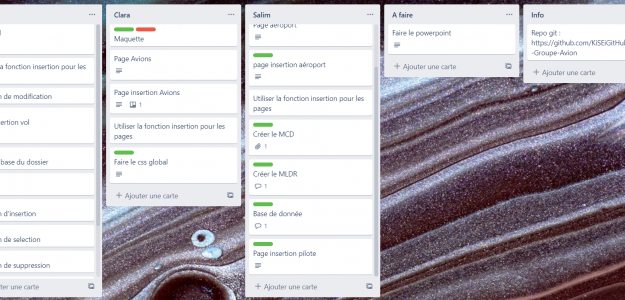 la fonction insertion pour les
n de modification
ertion vol
base du dossier
n d'insertion
n de selection
n de suppression
uter une carte
Clara
Maquette
Page Avions
Page insertion Avions
1
Utiliser la fonction insertion pour les
pages
Faire le css global
+ Ajouter une carte
Salim
Page aéroport
page insertion aéroport
Utiliser la fonction insertion pour les
pages
Créer le MCD
1
Créer le MLDR
1
Base de donnée
1
Page insertion pilote
+ Ajouter une carte
A faire
Faire le powerpoint
+ Ajouter une carte
Info
Repo git :
https://github.com/KiSEiGitHub
-Groupe-Avion
+ Ajouter une carte